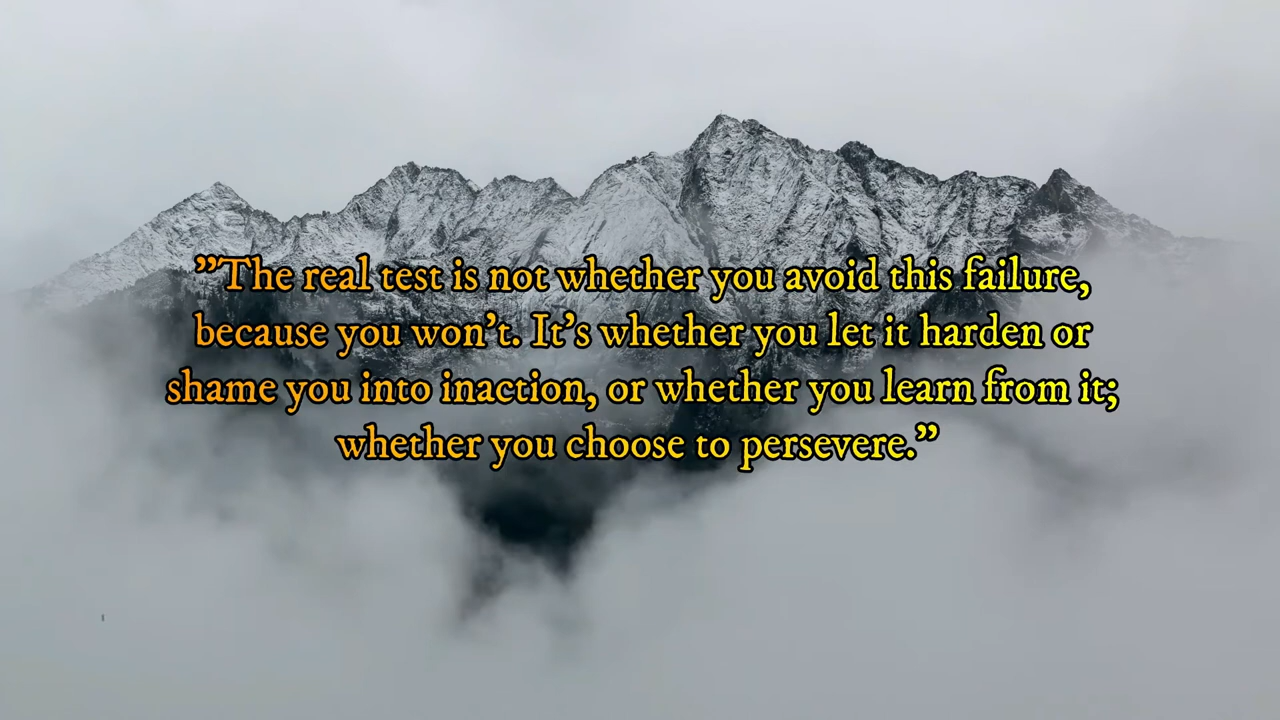 ”The real test is not whether you avoid this failure,
because you won’t. It’s whether you let it harden or
shame you into inaction, or whether you learn from it;
whether you choose to persevere.”